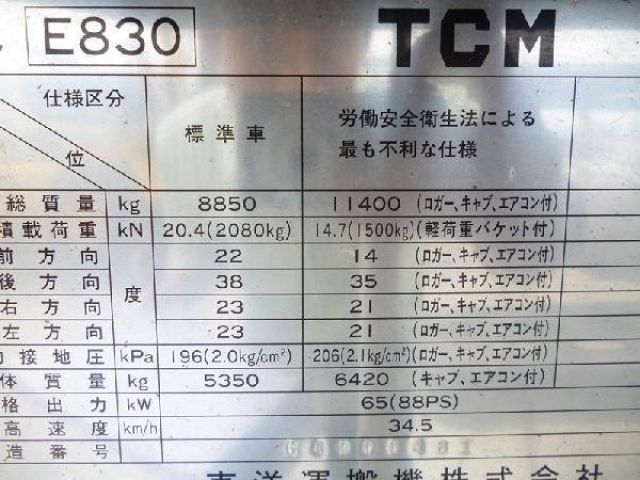 E830 TCM
仕様区分
標準車
労働安全衛生法による
最も不利な仕様
位
総質量 kg 8850 11400 (ロガー、キャブ、エアコン付)
積載荷重 kN 20.4(2080kg) 14.7(1500kg)(軽荷重バケット付)
前方向 22 14 (ロガー、キャブ、エアコン付)
後方向 度 38 35 (ロガー、キャブ、エアコン付)
右方向 23 21 (ロガー、キャブ、エアコン付)
左方向 23 21 (ロガー、キャブ、エアコン付)
接地圧 kPa 196(2.0kg/cm²) 206(2.1kg/cm²)(ロガー、キャブ、エアコン付)
体質量 kg 5350 6420 (キャブ、エアコン付)
格出力 kW 65(88PS)
高速度 km/h 34.5
造番号
東洋運搬機株式会社